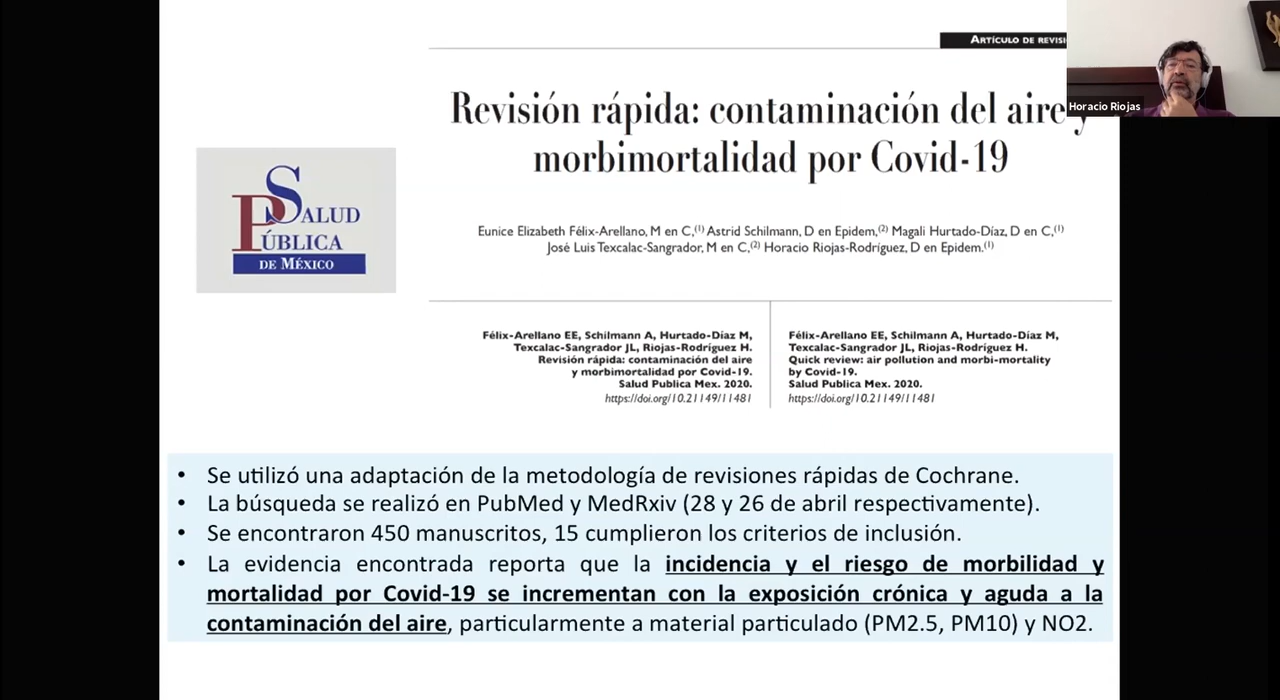 ARTÍCULO DE REVISI
Horacio Riojas
Revisión rápida: contaminación del aire y
morbimortalidad por Covid-19
SALUD
PÚBLICA
DE MÉXICO
Eunice Elizabeth Félix-Arellano, M en C,(1) Astrid Schilmann, D en Epidem,(2) Magali Hurtado-Díaz, D en C,(1)
José Luis Texcalac-Sangrador, M en C,(2) Horacio Riojas-Rodríguez, D en Epidem.(1)
Félix-Arellano EE, Schilmann A, Hurtado-Díaz M,
Texcalac-Sangrador JL, Riojas-Rodríguez H.
Revisión rápida: contaminación del aire
y morbimortalidad por Covid-19.
Salud Publica Mex. 2020.
https://doi.org/10.21149/11481
Félix-Arellano EE, Schilmann A, Hurtado-Díaz M,
Texcalac-Sangrador JL, Riojas-Rodríguez H.
Quick review: air pollution and morbi-mortality
by Covid-19.
Salud Publica Mex. 2020.
https://doi.org/10.21149/11481
• Se utilizó una adaptación de la metodología de revisiones rápidas de Cochrane.
• La búsqueda se realizó en PubMed y MedRxiv (28 y 26 de abril respectivamente).
• Se encontraron 450 manuscritos, 15 cumplieron los criterios de inclusión.
• La evidencia encontrada reporta que la incidencia y el riesgo de morbilidad y
mortalidad por Covid-19 se incrementan con la exposición crónica y aguda a la
contaminación del aire, particularmente a material particulado (PM2.5, PM10) y NO2.